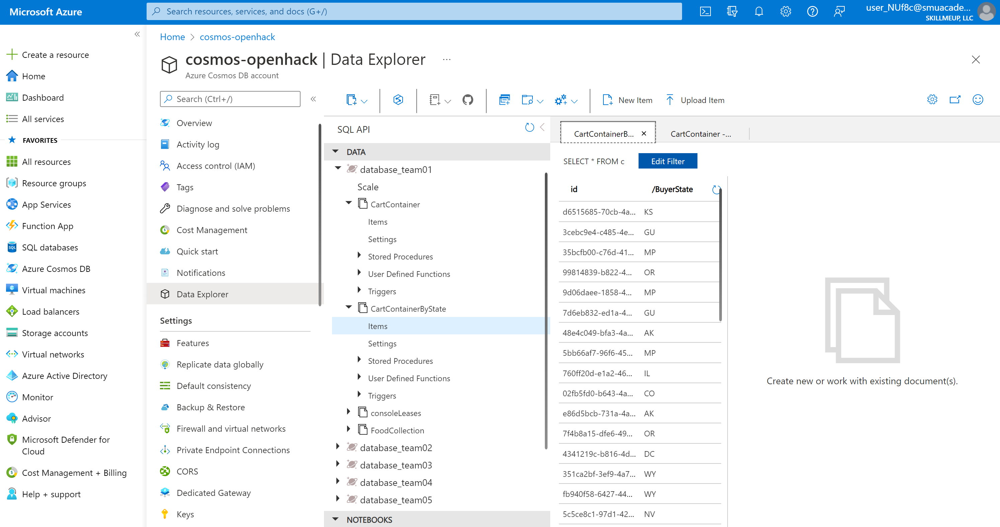 Microsoft Azure
Search resources, services, and docs (G+/)
user_NUf8c@smuacade...
SKILLMEUP, LLC
Create a resource
Home
Dashboard
All services
FAVORITES
All resources
Resource groups
App Services
Function App
SQL databases
Azure Cosmos DB
Virtual machines
Load balancers
Storage accounts
Virtual networks
Azure Active Directory
Monitor
Advisor
Microsoft Defender for
Cloud
Cost Management + Billing
Help + support
Home > cosmos-openhack
cosmos-openhack | Data Explorer ...
Azure Cosmos DB account
Search (Ctrl+/)
Overview
Activity log
Access control (IAM)
Tags
Diagnose and solve problems
Cost Management
Quick start
Notifications
Data Explorer
Settings
Features
Replicate data globally
Default consistency
Backup & Restore
Firewall and virtual networks
Private Endpoint Connections
CORS
Dedicated Gateway
Keys
New Item
Upload Item
SQL API
DATA
database_team01
Scale
CartContainer
Items
Settings
Stored Procedures
User Defined Functions
Triggers
CartContainerByState
Items
Settings
Stored Procedures
User Defined Functions
Triggers
consoleLeases
FoodCollection
database_team02
database_team03
database_team04
database_team05
NOTEBOOKS
CartContainerB...
CartContainer -...
SELECT * FROM c
Edit Filter
id /BuyerState
d6515685-70cb-4a... KS
3cebc9e4-c485-4e... GU
35bcfb00-c76d-41... MP
99814839-b822-4... OR
9d06daee-1858-4... MP
7d6eb832-ed1a-4... GU
48e4c049-bfa3-4a... AK
5bb66af7-96f6-45... MP
760ff20d-e1a2-46... IL
02fb5fd0-b643-4a... CO
e86d5bcb-731a-4a... AK
7f4b8a15-dfe6-49... OR
4341219c-b816-4d... DC
351ca2bf-3ef9-4a7... WY
fb940f58-6427-44... WY
5c5ce8c1-97d1-42... NV
Create new or work with existing document(s).